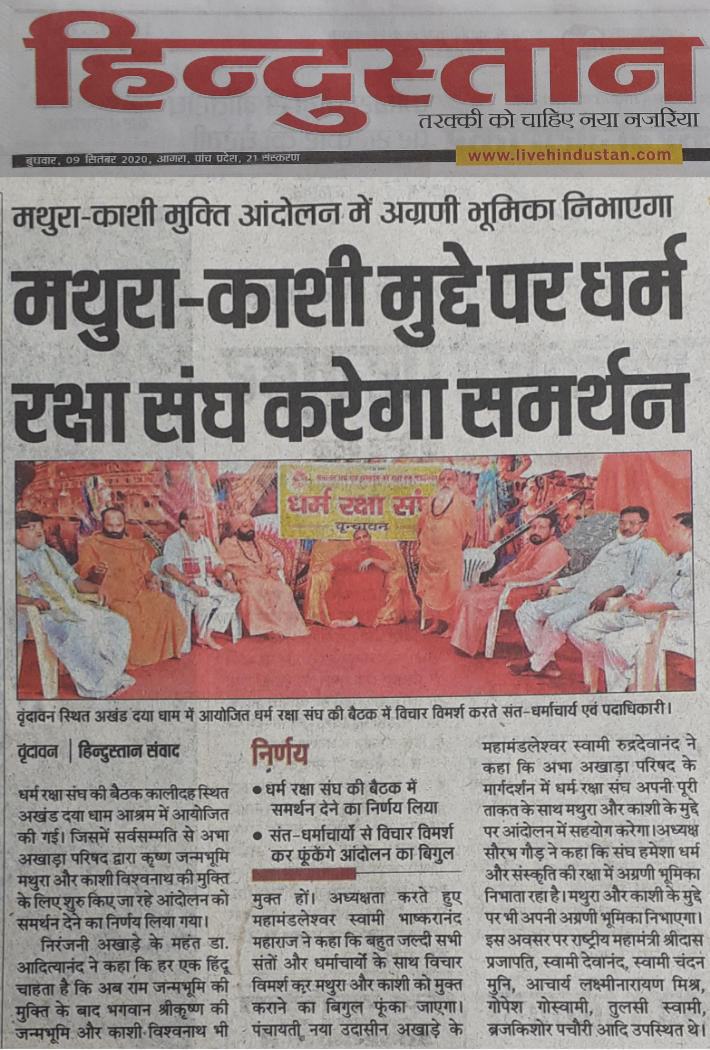 हिन्दुस्तान
तरक्की को चाहिए नया नजरिया
बुधवार, 09 सितंबर 2020, आगरा, पांच प्रदेश, 21 संस्करण
www.livehindustan.com
मथुरा-काशी मुक्ति आंदोलन में अग्रणी भूमिका निभाएगा
मथुरा-काशी मुद्दे पर धर्म
रक्षा संघ करेगा समर्थन
धर्म रक्षा सं
वृन्दावन
वृंदावन स्थित अखंड दया धाम में आयोजित धर्म रक्षा संघ की बैठक में विचार विमर्श करते संत-धर्माचार्य एवं पदाधिकारी।
वृंदावन | हिन्दुस्तान संवाद
धर्म रक्षा संघ की बैठक कालीदह स्थित
अखंड दया धाम आश्रम में आयोजित
की गई। जिसमें सर्वसम्मति से अभा
अखाड़ा परिषद द्वारा कृष्ण जन्मभूमि
मथुरा और काशी विश्वनाथ की मुक्ति
के लिए शुरु किए जा रहे आंदोलन को
समर्थन देने का निर्णय लिया गया।
निरंजनी अखाड़े के महंत डा.
आदित्यानंद ने कहा कि हर एक हिंदू
चाहता है कि अब राम जन्मभूमि की
मुक्ति के बाद भगवान श्रीकृष्ण की
जन्मभूमि और काशी विश्वनाथ भी
निर्णय
• धर्म रक्षा संघ की बैठक में
समर्थन देने का निर्णय लिया
• संत-धर्माचार्यो से विचार विमर्श
कर फूंकेंगे आंदोलन का बिगुल
मुक्त हों। अध्यक्षता करते हुए
महामंडलेश्वर स्वामी भाष्करानंद
महाराज ने कहा कि बहुत जल्दी सभी
संतों और धर्माचार्यों के साथ विचार
विमर्श कर मथुरा और काशी को मुक्त
कराने का बिगुल फूंका जाएगा।
पंचायती नया उदासीन अखाड़े के
महामंडलेश्वर स्वामी रुद्रदेवानंद ने
कहा कि अभा अखाड़ा परिषद के
मार्गदर्शन में धर्म रक्षा संघ अपनी पूरी
ताकत के साथ मथुरा और काशी के मुद्दे
पर आंदोलन में सहयोग करेगा।अध्यक्ष
सौरभ गौड़ ने कहा कि संघ हमेशा धर्म
और संस्कृति की रक्षा में अग्रणी भूमिका
निभाता रहा है। मथुरा और काशी के मुद्दे
पर भी अपनी अग्रणी भूमिका निभाएगा।
इस अवसर पर राष्ट्रीय महामंत्री श्रीदास
प्रजापति, स्वामी देवानंद, स्वामी चंदन
मुनि, आचार्य लक्ष्मीनारायण मिश्र,
गोपेश गोस्वामी, तुलसी स्वामी,
ब्रजकिशोर पचौरी आदि उपस्थित थे।